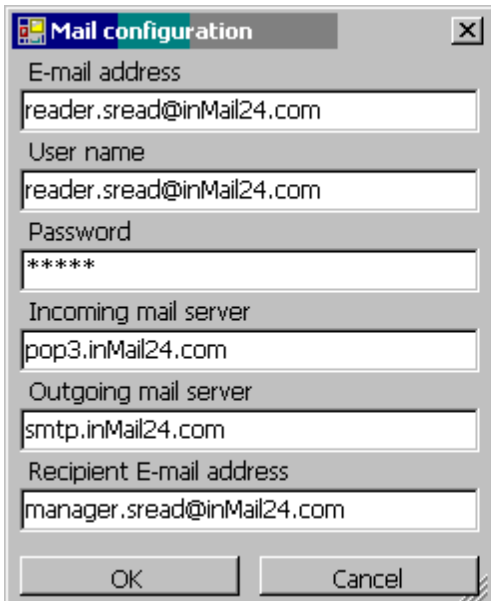 Mail configuration
E-mail address
reader.sread@inMail24.com
User name
reader.sread@inMail24.com
Password
*****
Incoming mail server
pop3.inMail24.com
Outgoing mail server
smtp.inMail24.com
Recipient E-mail address
manager.sread@inMail24.com
OK Cancel